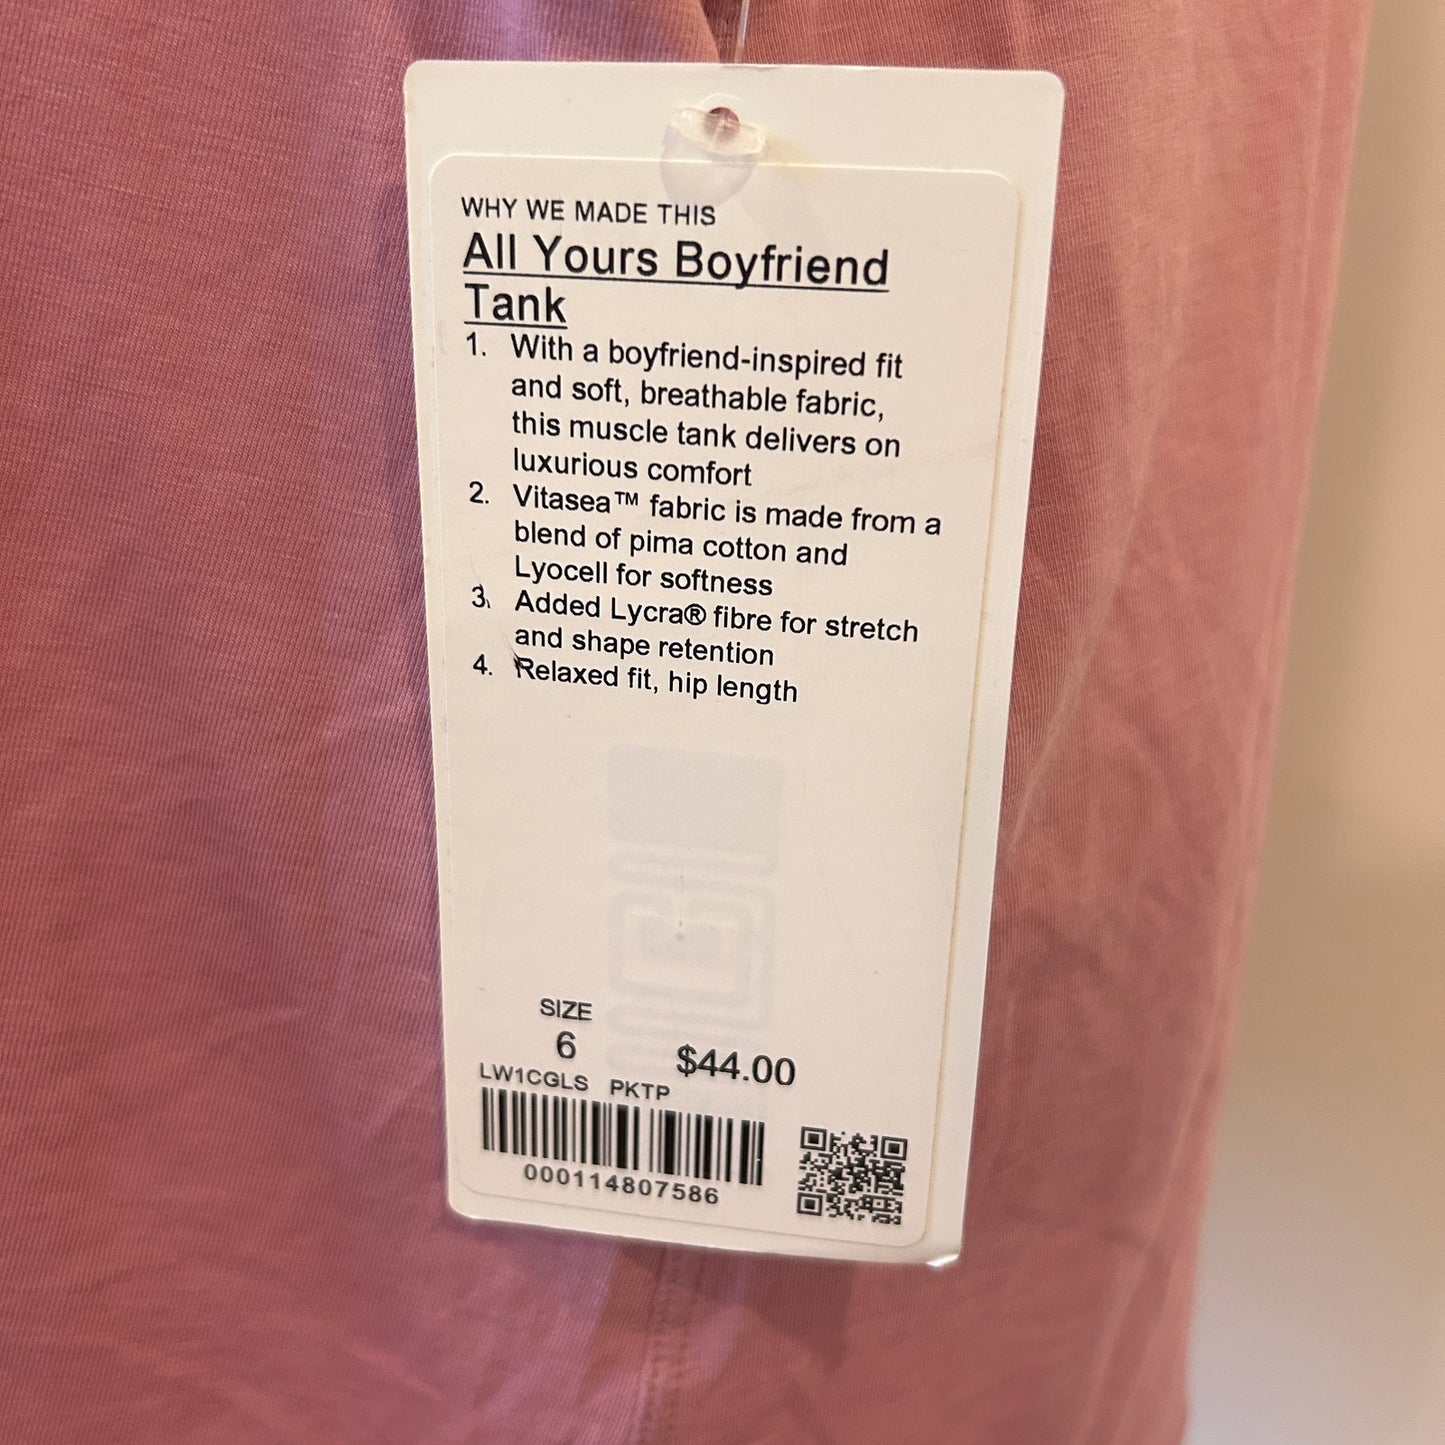 WHY WE MADE THIS
All Yours Boyfriend
Tank
1. With a boyfriend-inspired fit
and soft, breathable fabric,
this muscle tank delivers on
luxurious comfort
2. Vitasea™ fabric is made from a
blend of pima cotton and
Lyocell for softness
3. Added Lycra® fibre for stretch
and shape retention
4. Relaxed fit, hip length
SIZE
6
$44.00
LW1CGLS PKTP
000114807586